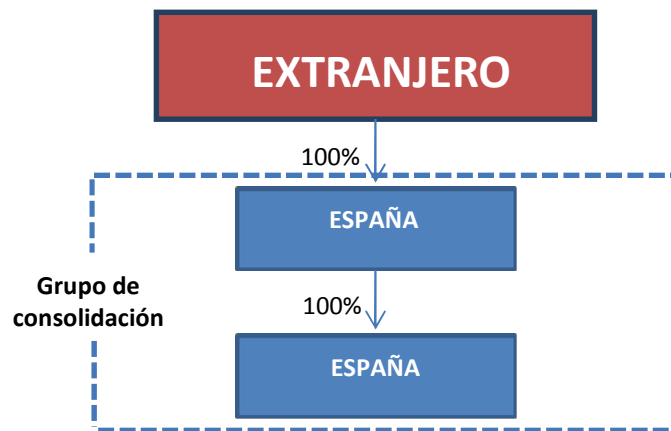 EXTRANJERO
100%
ESPAÑA
Grupo de
consolidación
100%
ESPAÑA